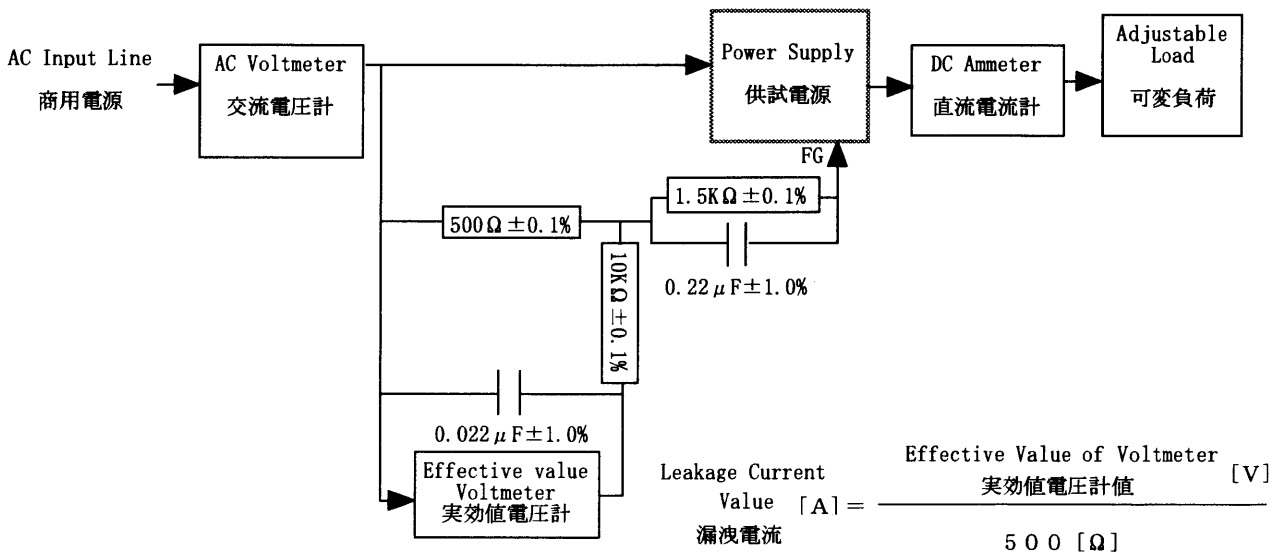 AC Input Line
商用電源
AC Voltmeter
交流電圧計
Power Supply
供試電源
DC Ammeter
直流電流計
Adjustable
Load
可変負荷
FG
1.5KΩ±0.1%
500Ω±0.1%
0.22μF±1.0%
10KΩ±0.1%
0.022μF±1.0%
Effective value
Voltmeter
実効値電圧計
Leakage Current
Value [A]=
漏洩電流
Effective Value of Voltmeter
実効値電圧計値 [V]
500[Ω]